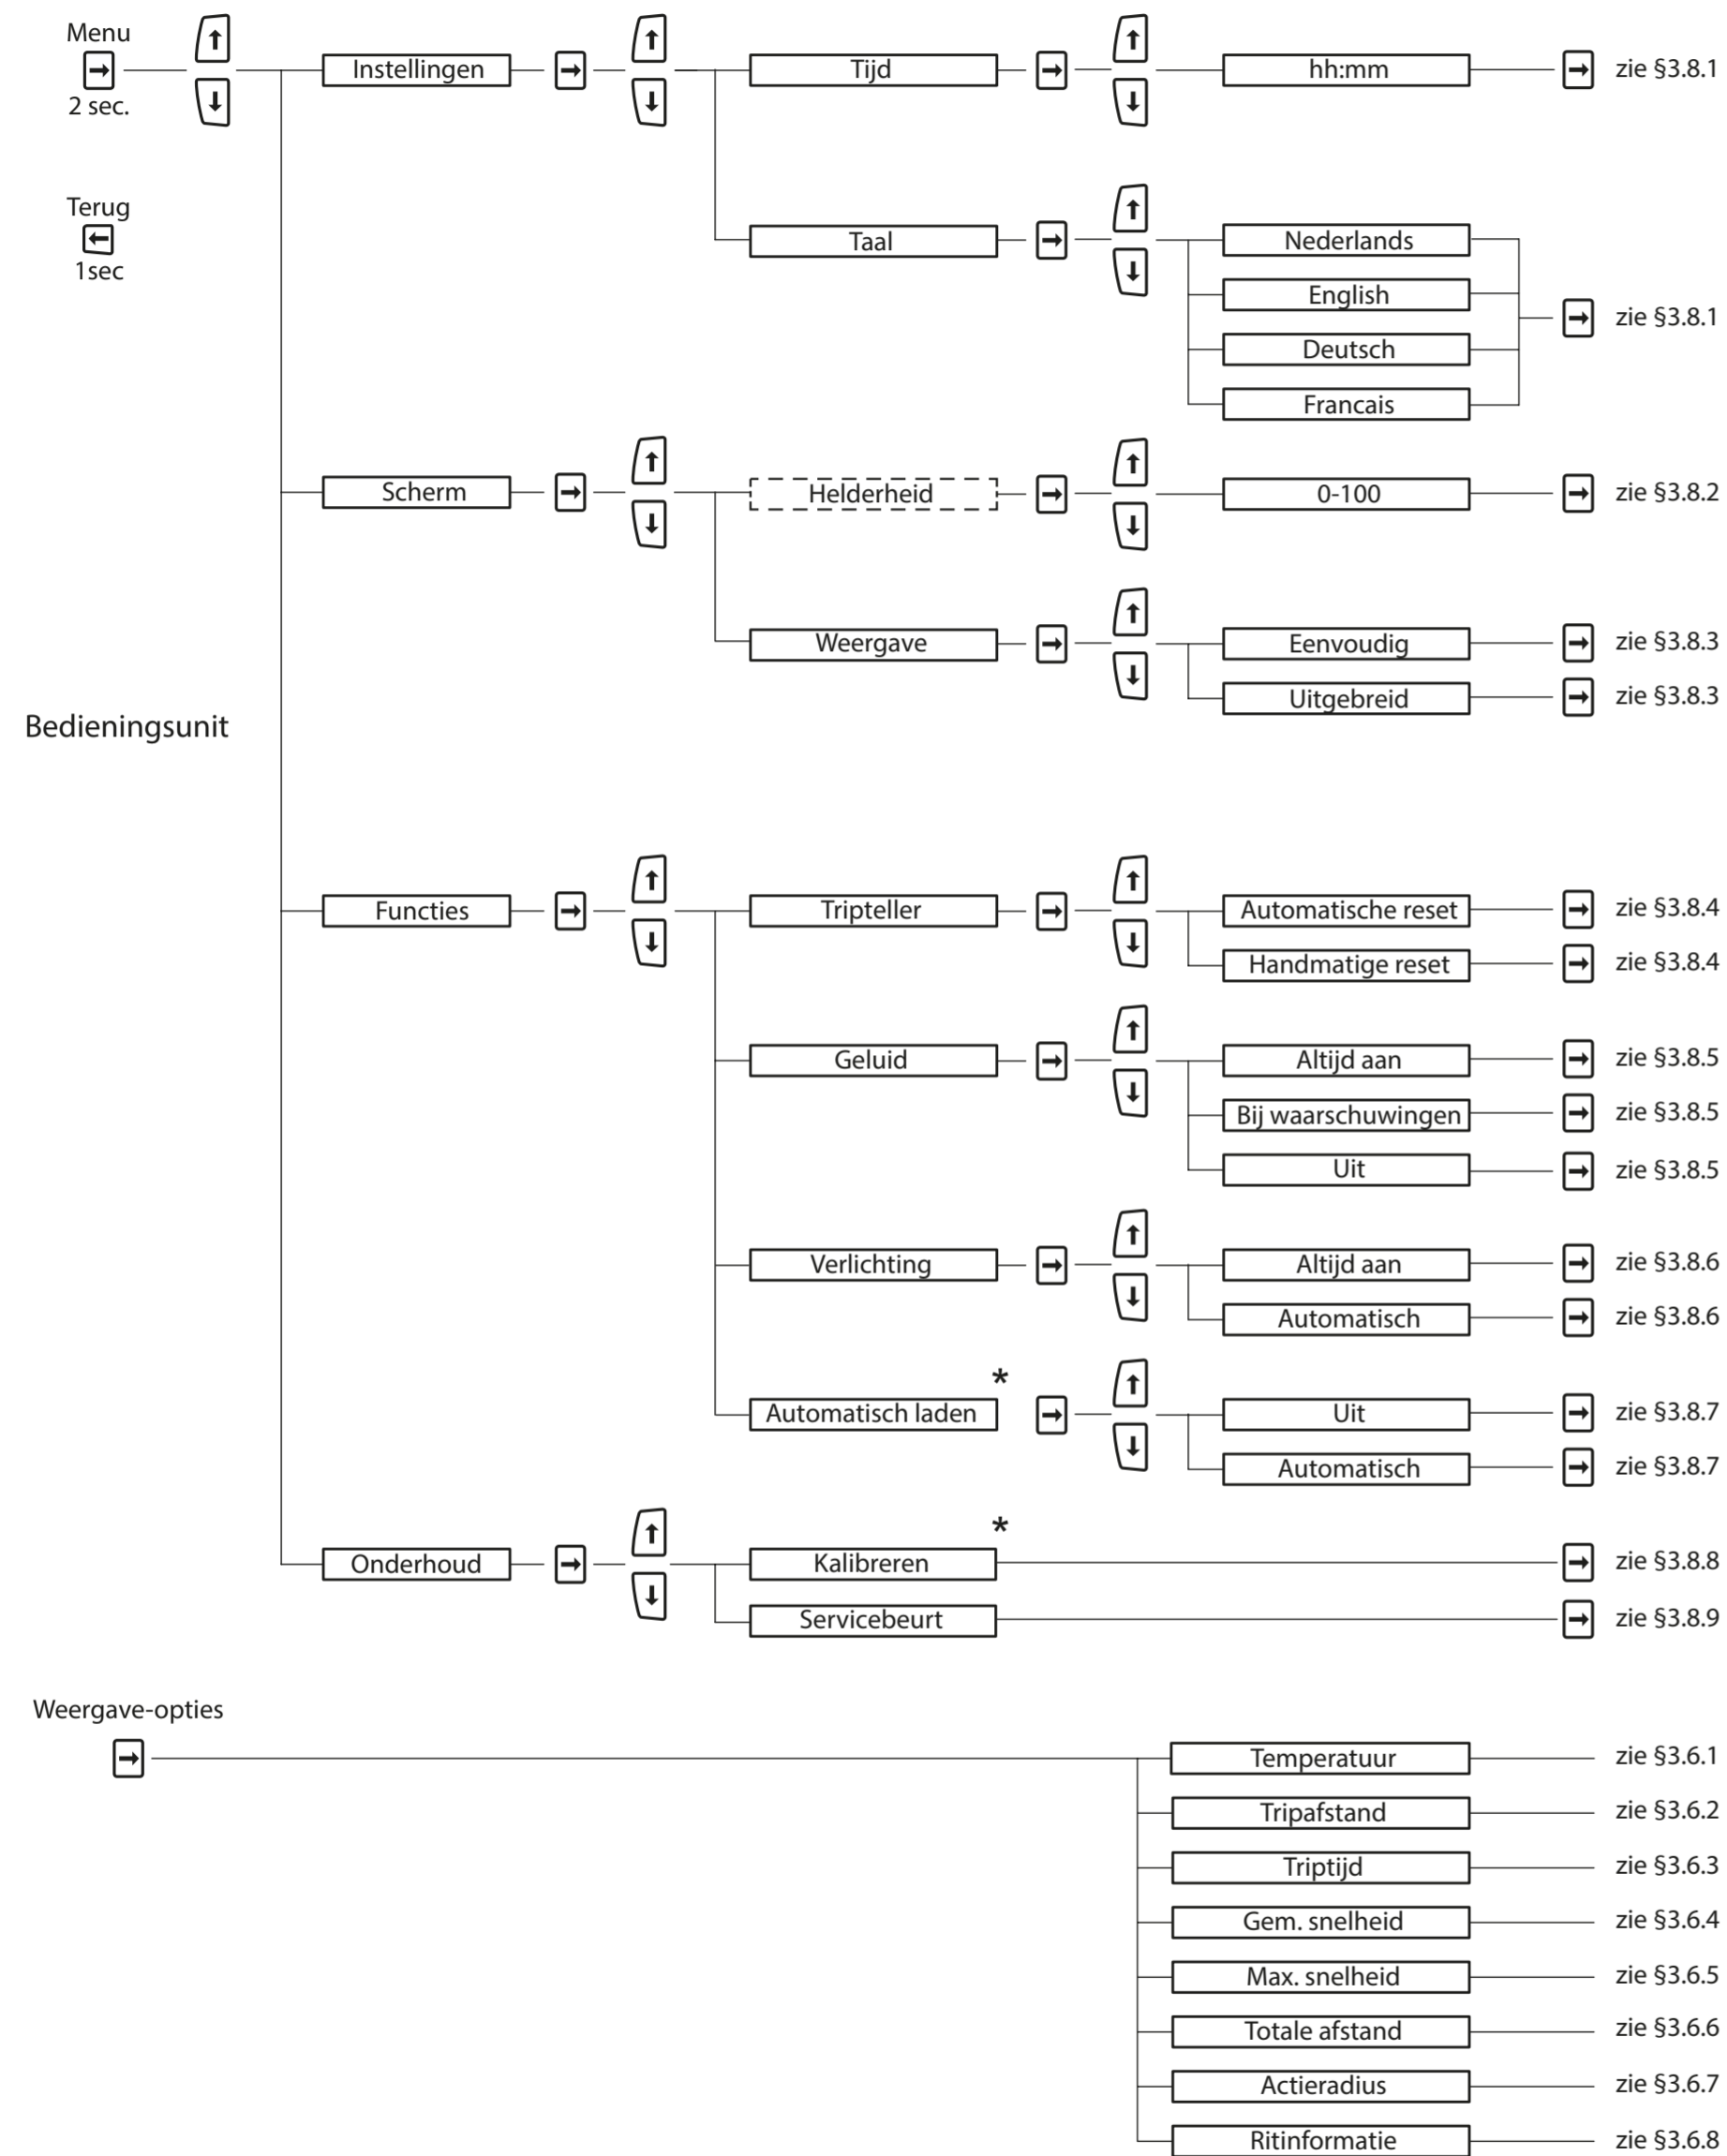 Menu
2 sec.
Instellingen
Tijd
hh:mm
zie §3.8.1
Terug
1sec
Taal
Nederlands
English
Deutsch
Francais
zie §3.8.1
Scherm
Helderheid
0-100
zie §3.8.2
Weergave
Eenvoudig
zie §3.8.3
Uitgebreid
zie §3.8.3
Bedieningsunit
Functies
Tripteller
Automatische reset
zie §3.8.4
Handmatige reset
zie §3.8.4
Geluid
Altijd aan
zie §3.8.5
Bij waarschuwingen
zie §3.8.5
Uit
zie §3.8.5
Verlichting
Altijd aan
zie §3.8.6
Automatisch
zie §3.8.6
Automatisch laden *
Uit
zie §3.8.7
Automatisch
zie §3.8.7
Onderhoud
Kalibreren *
zie §3.8.8
Servicebeurt
zie §3.8.9
Weergave-opties
Temperatuur
zie §3.6.1
Tripafstand
zie §3.6.2
Triptijd
zie §3.6.3
Gem. snelheid
zie §3.6.4
Max. snelheid
zie §3.6.5
Totale afstand
zie §3.6.6
Actieradius
zie §3.6.7
Ritinformatie
zie §3.6.8